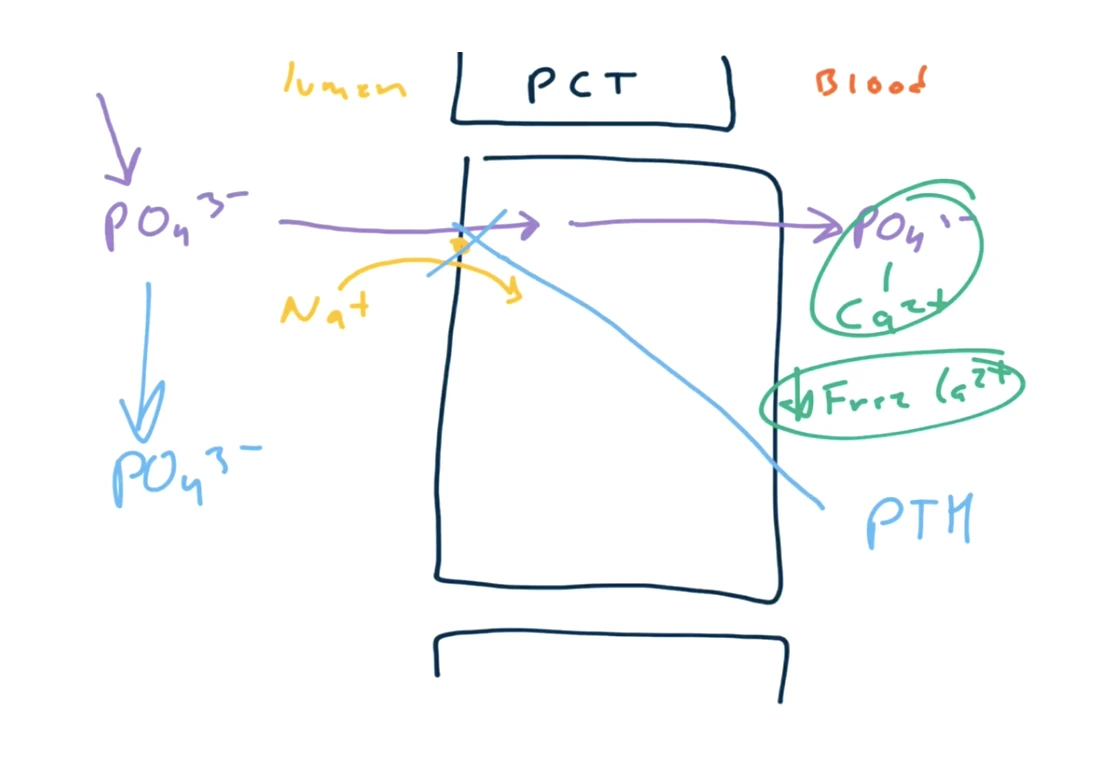 lumen PCT Blood
PO₄³⁻ PO₄³⁻
Na⁺ Ca²⁺
↓ Free Ca²⁺
PO₄³⁻
PTH